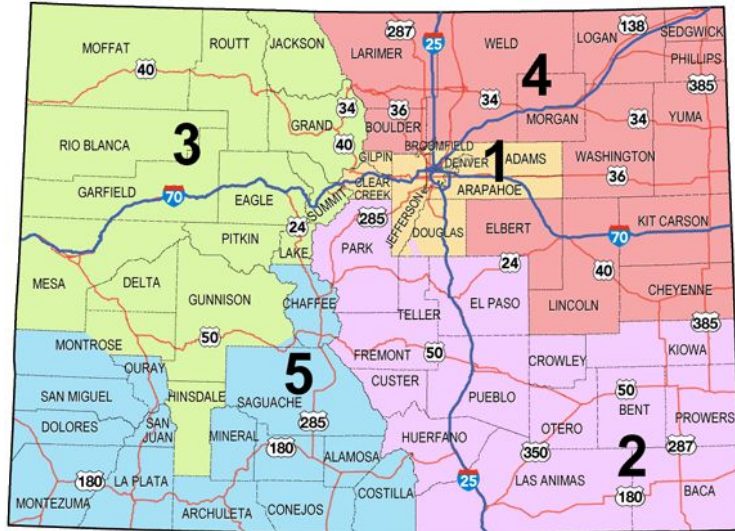 MOFFAT
ROUTT
JACKSON
LARIMER
287
25
WELD
LOGAN
138
SEDGWICK
PHILLIPS
385
40
4
34
GRAND
36
BOULDER
34
MORGAN
34
YUMA
RIO BLANCA
3
40
GILPIN
BROOMFIELD
DENVER
1
ADAMS
WASHINGTON
36
GARFIELD
70
EAGLE
SUMMIT
CLEAR
CREEK
ARAPAHOE
24
285
JEFFERSON
DOUGLAS
ELBERT
KIT CARSON
70
PITKIN
LAKE
PARK
24
40
MESA
DELTA
GUNNISON
CHAFFEE
TELLER
EL PASO
LINCOLN
CHEYENNE
385
50
MONTROSE
OURAY
5
FREMONT
50
CROWLEY
KIOWA
SAN MIGUEL
HINSDALE
SAGUACHE
CUSTER
PUEBLO
50
BENT
PROWERS
DOLORES
SAN
JUAN
MINERAL
285
HUERFANO
OTERO
287
180
ALAMOSA
350
2
180
LA PLATA
25
LAS ANIMAS
180
BACA
MONTEZUMA
ARCHULETA
CONEJOS
COSTILLA